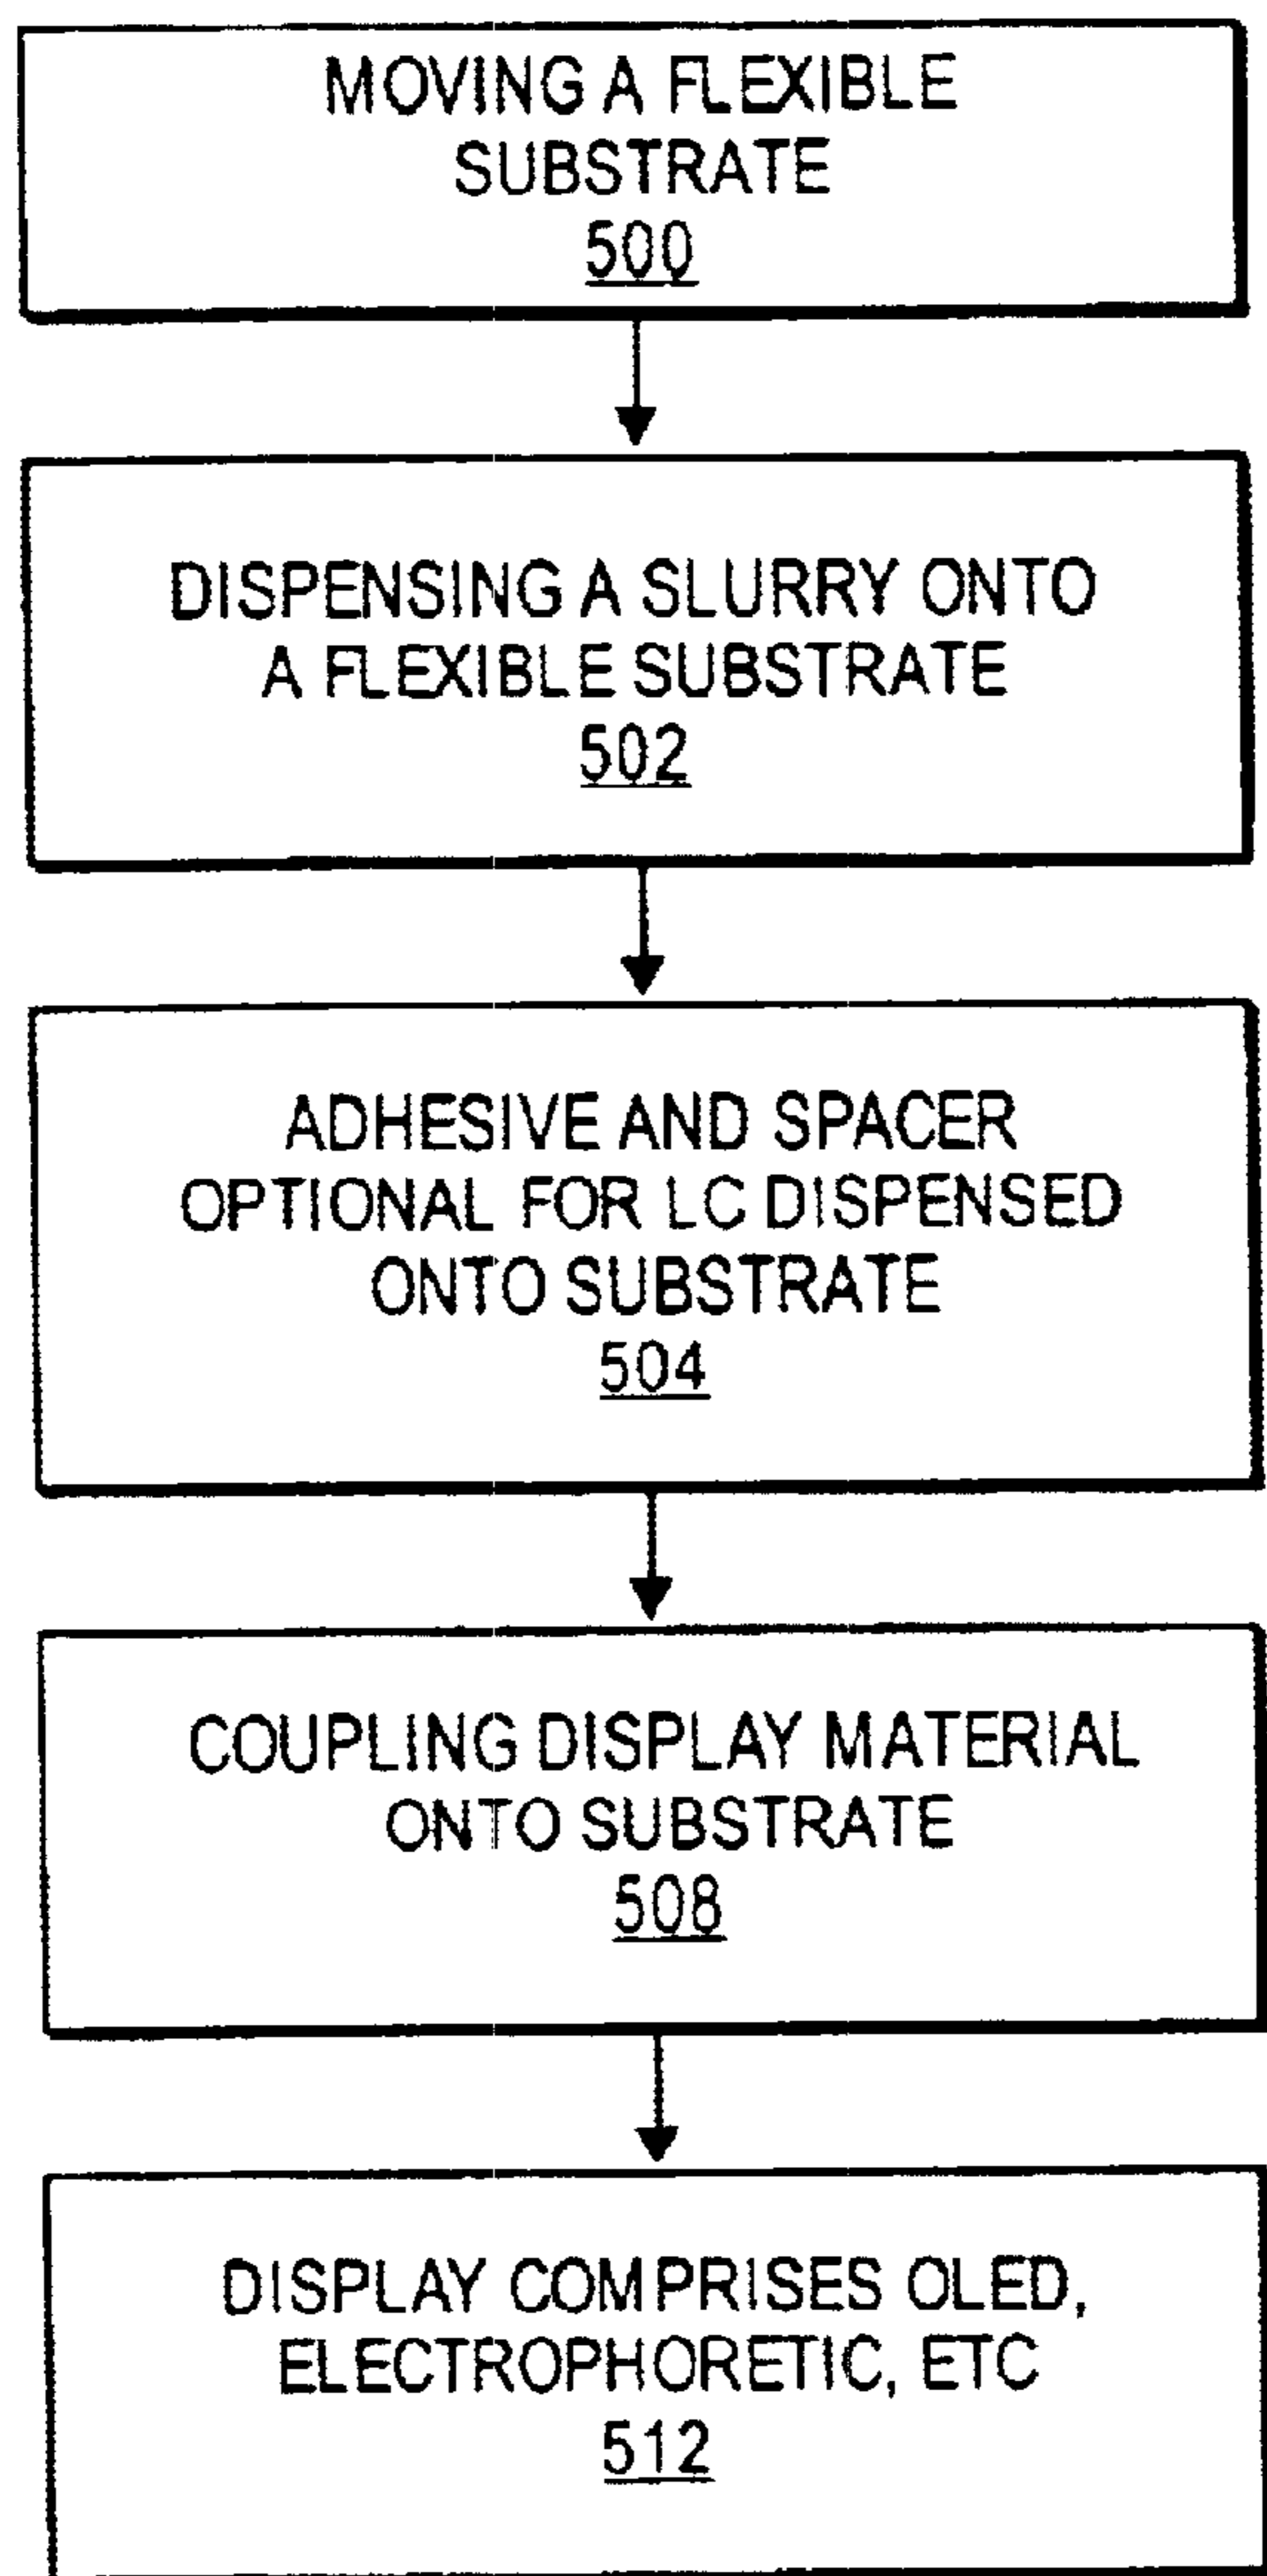 MOVING A FLEXIBLE
SUBSTRATE
500
DISPENSING A SLURRY ONTO
A FLEXIBLE SUBSTRATE
502
ADHESIVE AND SPACER
OPTIONAL FOR LC DISPENSED
ONTO SUBSTRATE
504
COUPLING DISPLAY MATERIAL
ONTO SUBSTRATE
508
DISPLAY COMPRISES OLED,
ELECTROPHORETIC, ETC
512